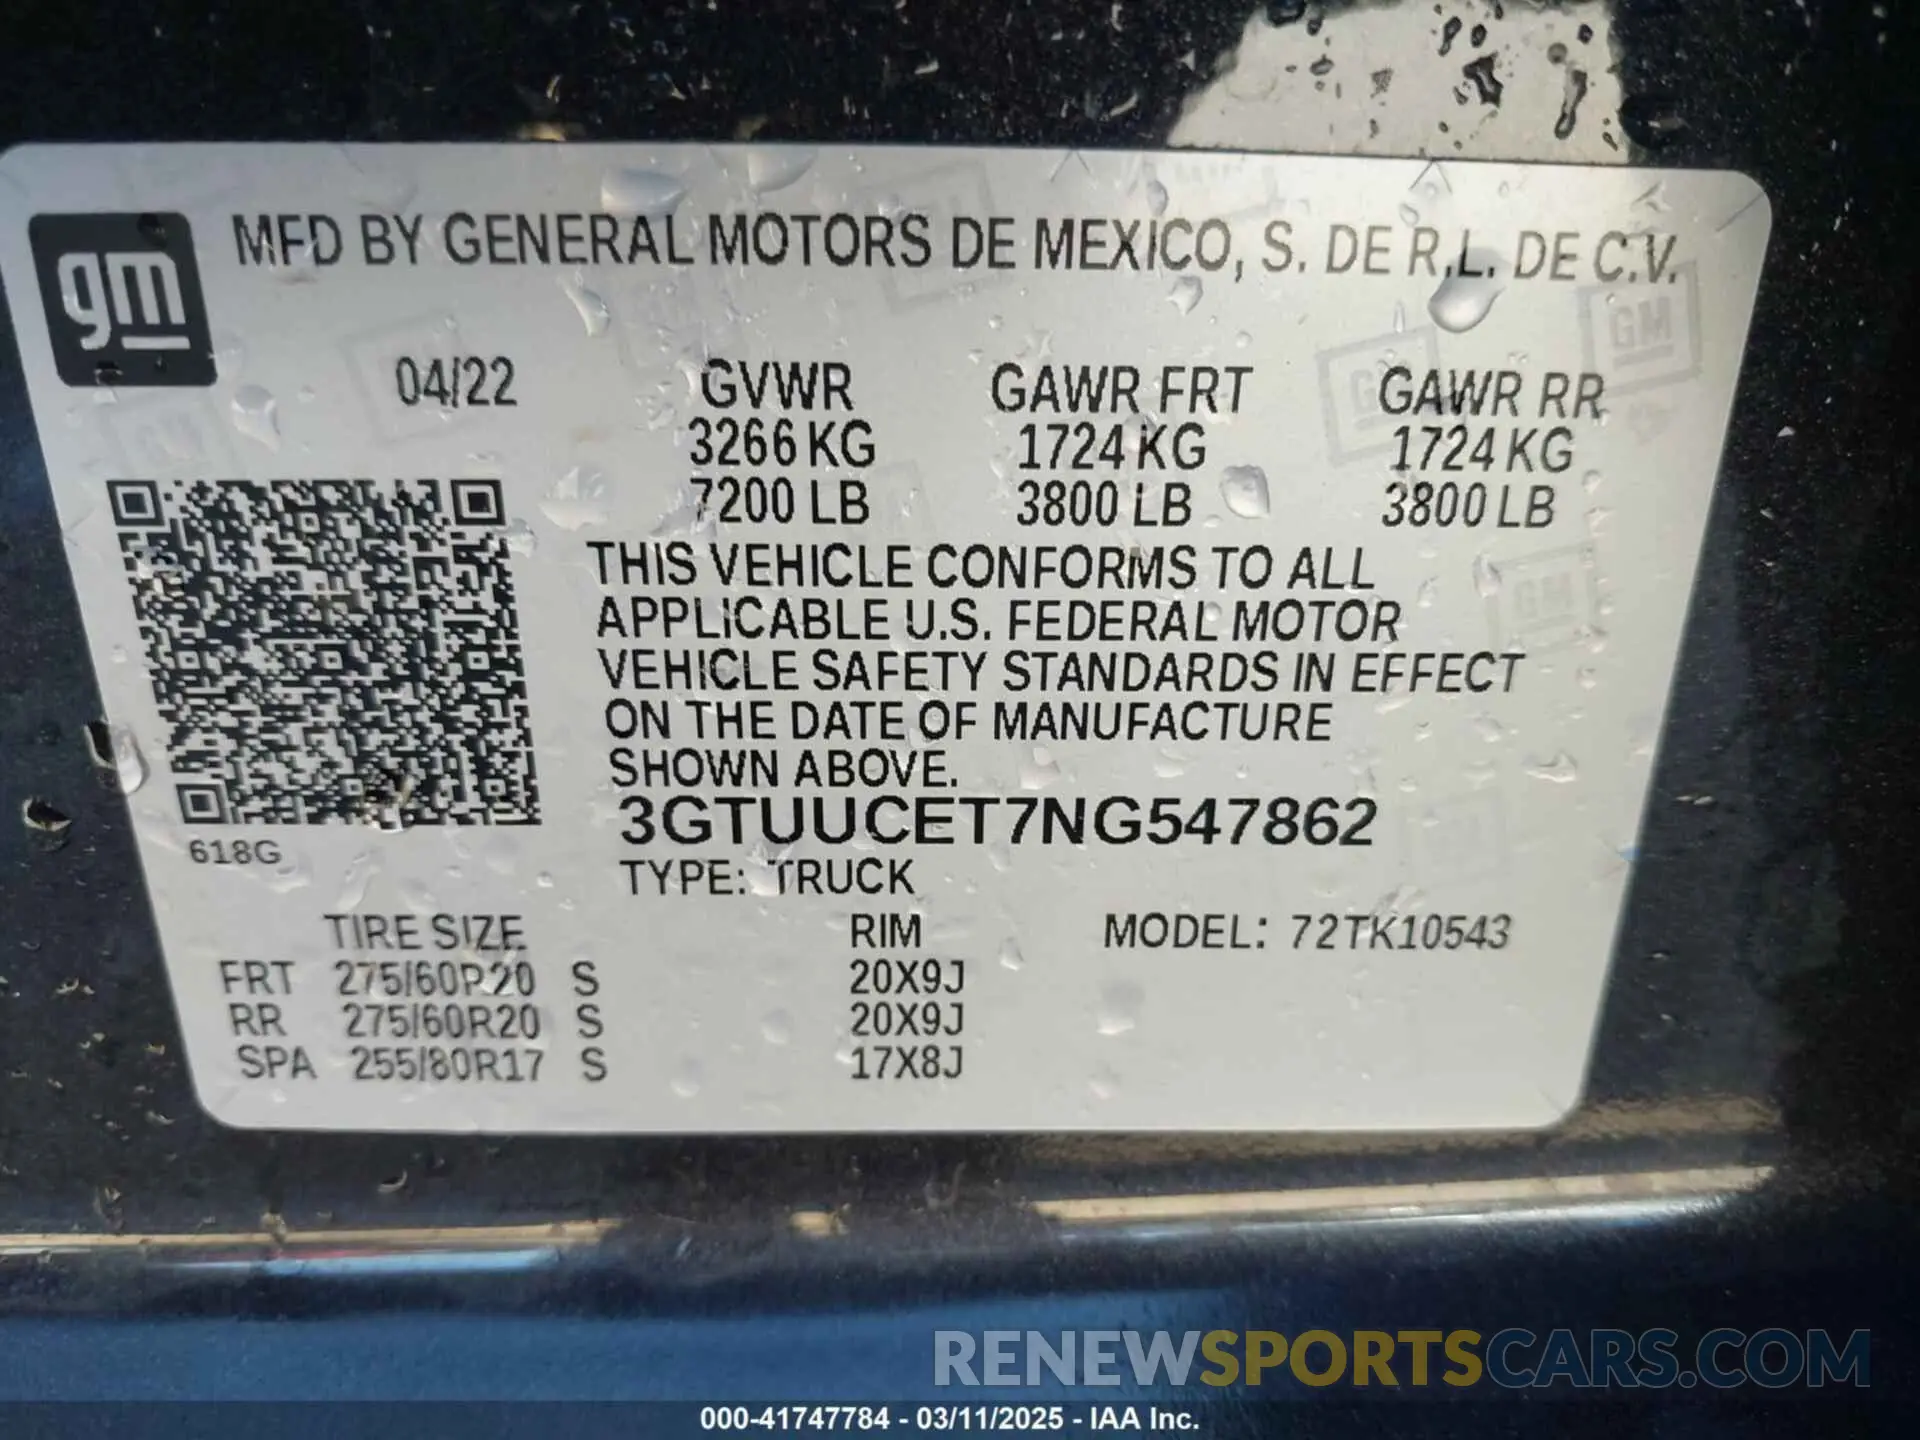 gm
MFD BY GENERAL MOTORS DE MEXICO, S. DE R.L. DE C.V.
04/22 GVWR GAWR FRT GAWR RR
3266 KG 1724 KG 1724 KG
7200 LB 3800 LB 3800 LB
THIS VEHICLE CONFORMS TO ALL
APPLICABLE U.S. FEDERAL MOTOR
VEHICLE SAFETY STANDARDS IN EFFECT
ON THE DATE OF MANUFACTURE
SHOWN ABOVE.
3GTUUCET7NG547862
618G
TYPE: TRUCK
TIRE SIZE RIM MODEL: 72TK10543
FRT 275/60R20 S 20X9J
RR 275/60R20 S 20X9J
SPA 255/80R17 S 17X8J
GM
GM
RENEWSPORTSCARS.COM
000-41747784 - 03/11/2025 - IAA Inc.